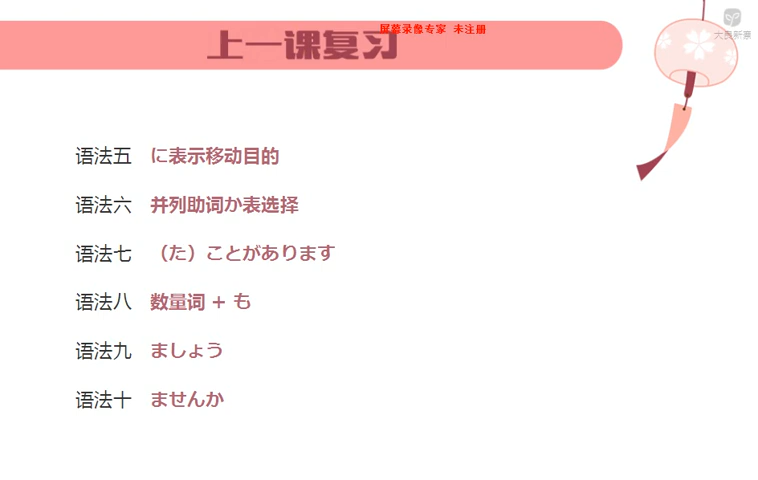 上一课复习
屏幕录像专家 未注册
语法五 に表示移动目的
语法六 并列助词か表选择
语法七 （た）ことがあります
语法八 数量词 + も
语法九 ましょう
语法十 ませんか